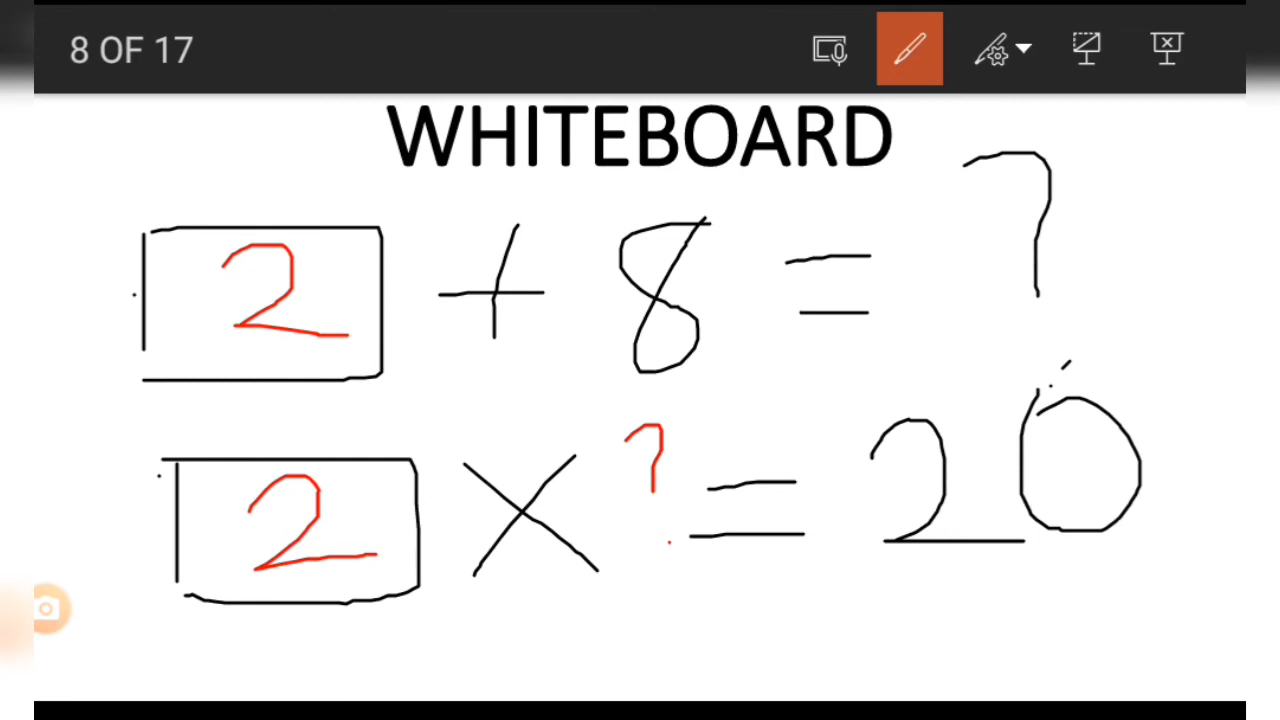 8 OF 17
WHITEBOARD
2 + 8 = ?
2 × ? = 20